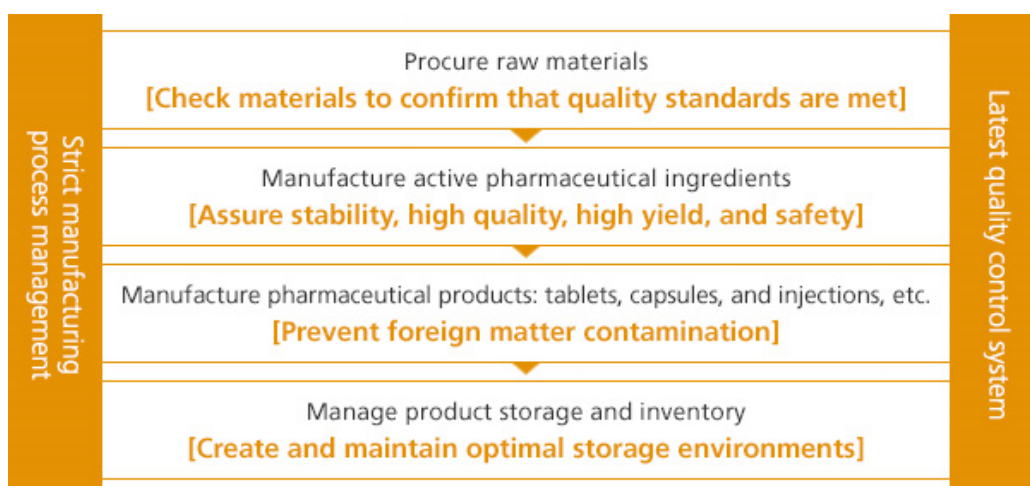 Strict manufacturing
process management
Procure raw materials
[Check materials to confirm that quality standards are met]
Manufacture active pharmaceutical ingredients
[Assure stability, high quality, high yield, and safety]
Manufacture pharmaceutical products: tablets, capsules, and injections, etc.
[Prevent foreign matter contamination]
Manage product storage and inventory
[Create and maintain optimal storage environments]
Latest quality control system